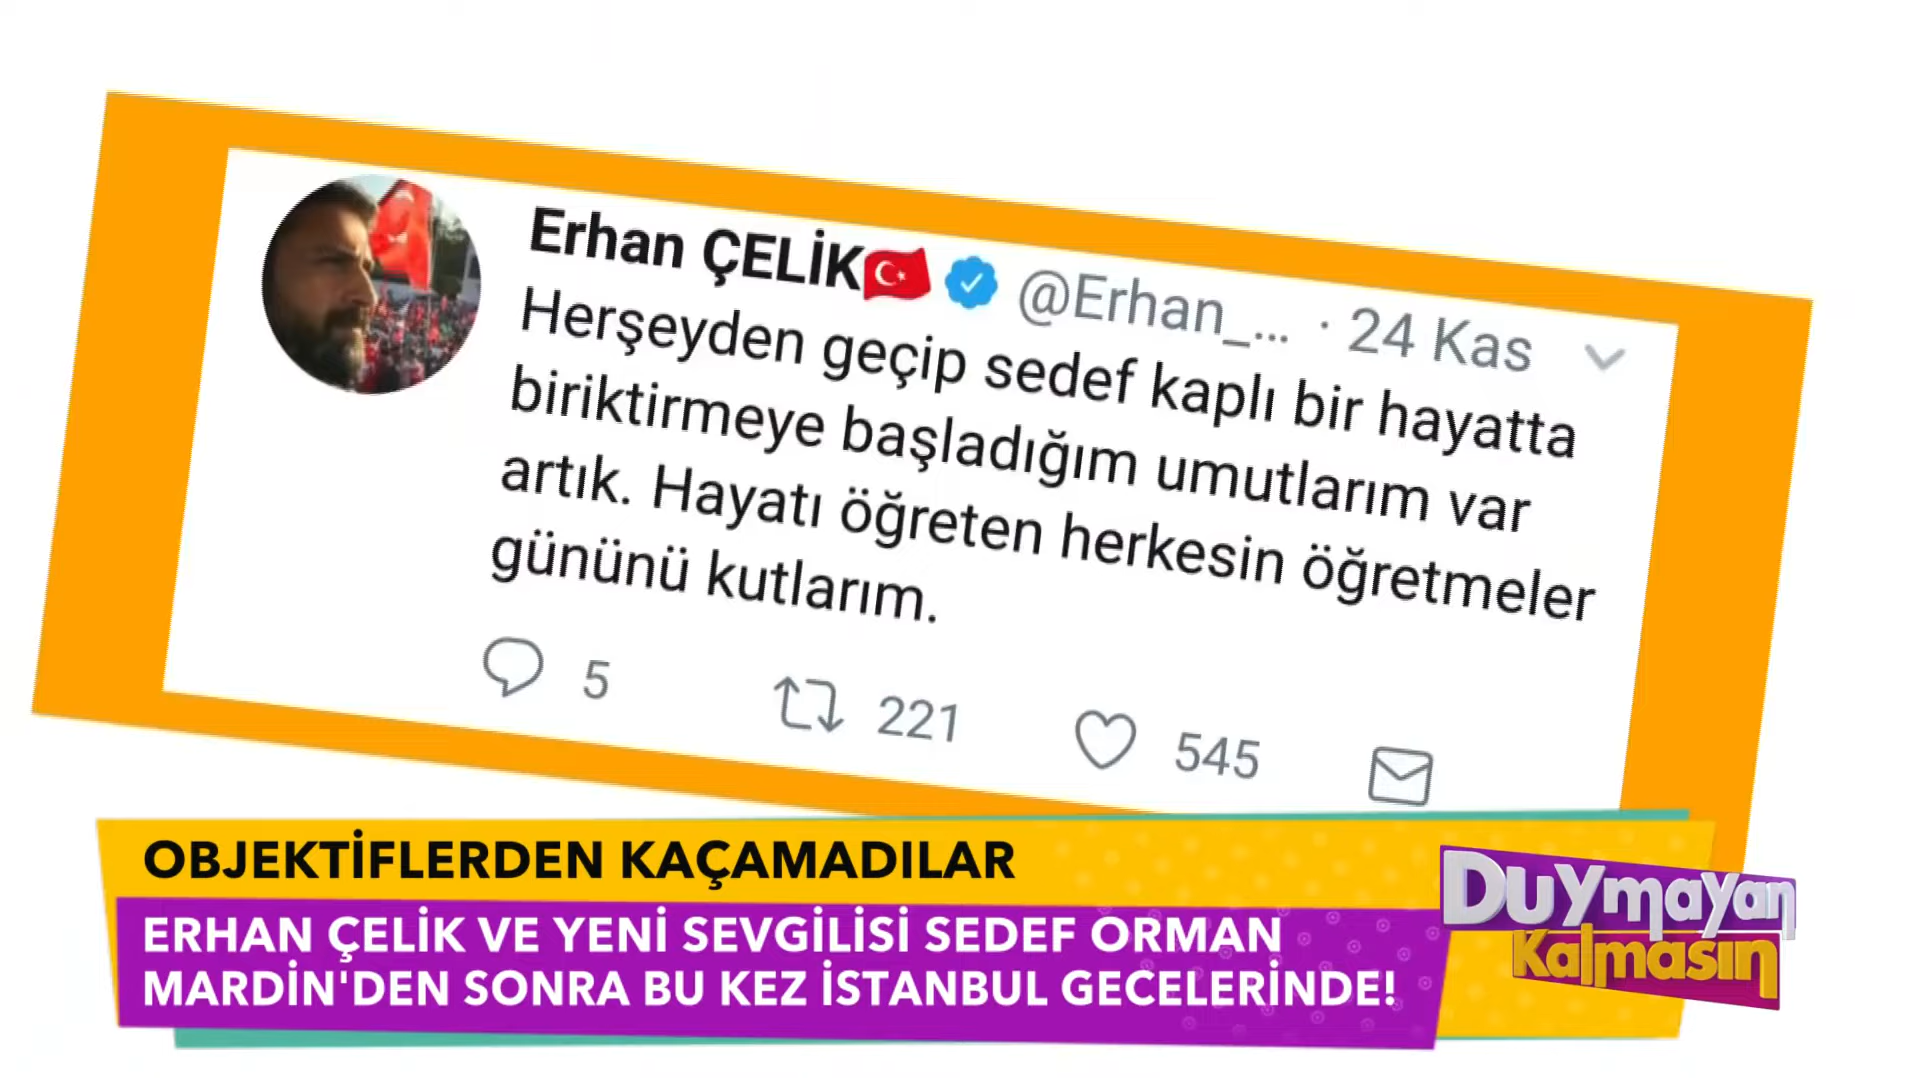 Erhan ÇELİK🇹🇷 @Erhan_... · 24 Kas
Herşeyden geçip sedef kaplı bir hayatta
biriktirmeye başladığım umutlarım var
artık. Hayatı öğreten herkesin öğretmeler
gününü kutlarım.
5 221 545
OBJEKTİFLERDEN KAÇAMADILAR
ERHAN ÇELİK VE YENİ SEVGİLİSİ SEDEF ORMAN
MARDİN'DEN SONRA BU KEZ İSTANBUL GECELERİNDE!
Duymayan
Kalmasın